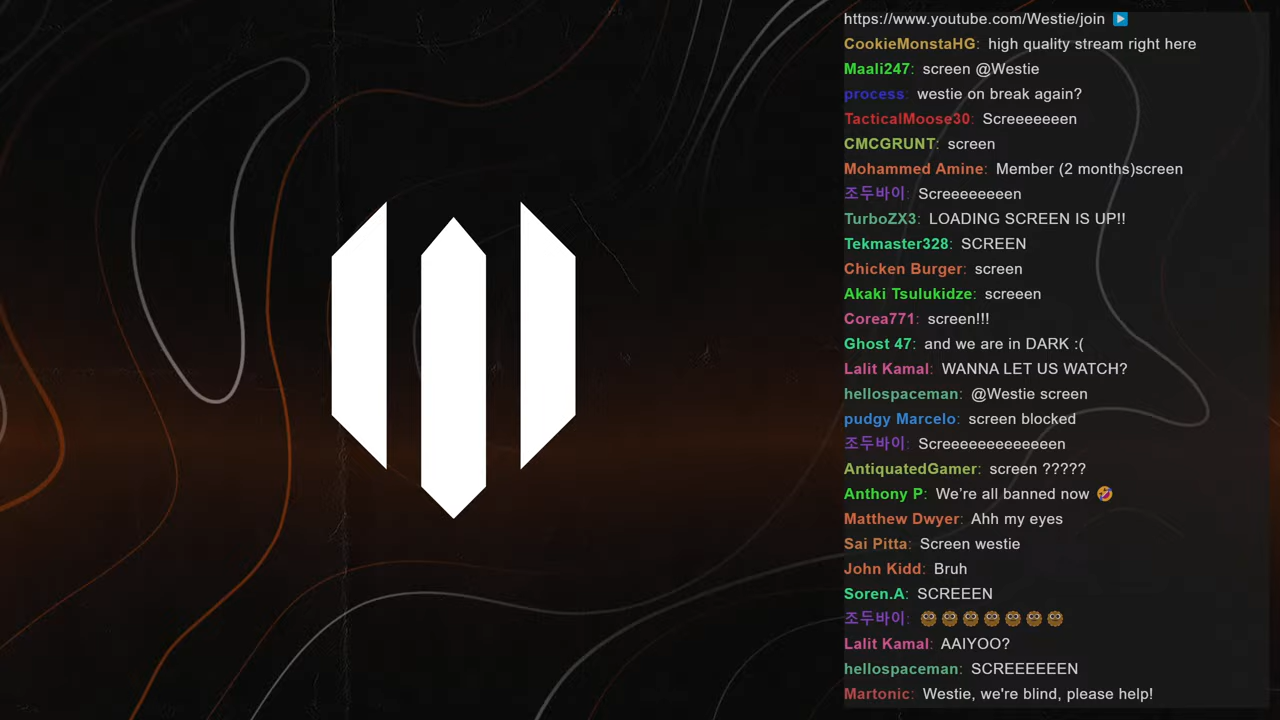 https://www.youtube.com/Westie/join ▶
CookieMonstaHG: high quality stream right here
Maali247: screen @Westie
process: westie on break again?
TacticalMoose30: Screeeeeeen
CMCGRUNT: screen
Mohammed Amine: Member (2 months)screen
조두바이: Screeeeeeeen
TurboZX3: LOADING SCREEN IS UP!!
Tekmaster328: SCREEN
Chicken Burger: screen
Akaki Tsulukidze: screeen
Corea771: screen!!!
Ghost 47: and we are in DARK :(
Lalit Kamal: WANNA LET US WATCH?
hellospaceman: @Westie screen
pudgy Marcelo: screen blocked
조두바이: Screeeeeeeeeeeeen
AntiquatedGamer: screen ?????
Anthony P: We’re all banned now 🤣
Matthew Dwyer: Ahh my eyes
Sai Pitta: Screen westie
John Kidd: Bruh
Soren.A: SCREEEN
조두바이:
Lalit Kamal: AAIYOO?
hellospaceman: SCREEEEEEN
Martonic: Westie, we're blind, please help!